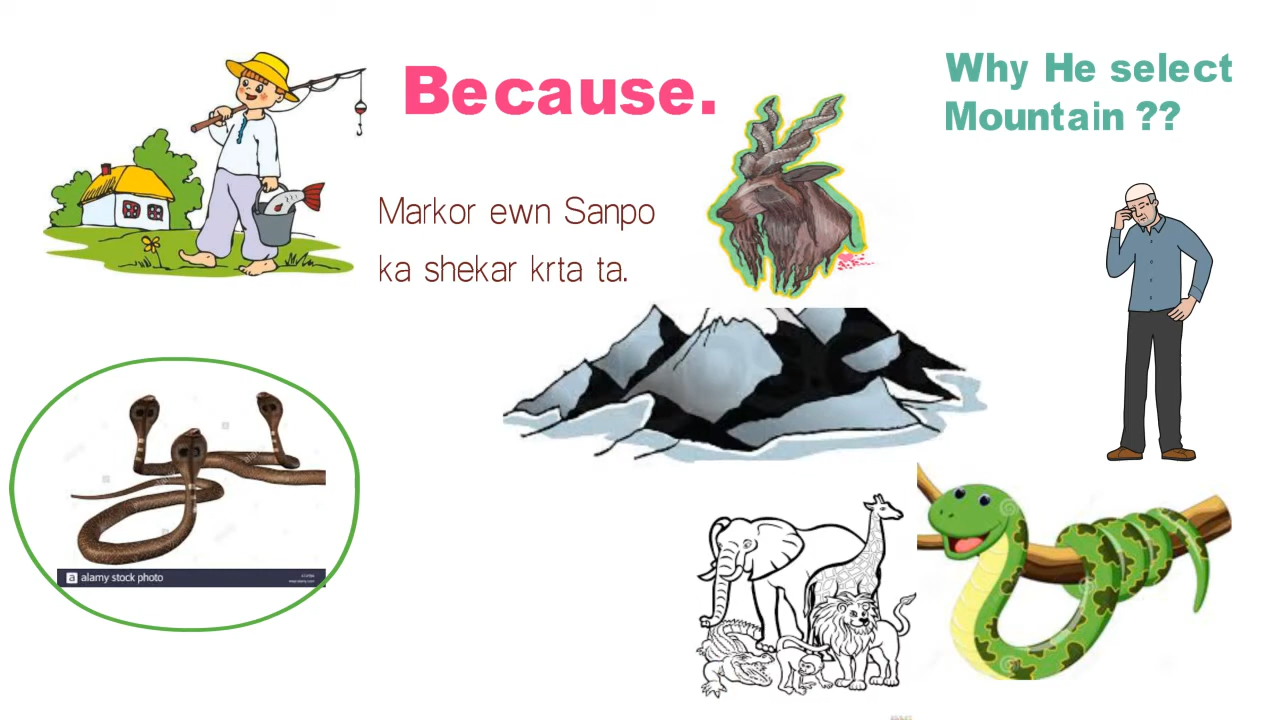 Because.
Why He select
Mountain ??
Markor ewn Sanpo
ka shekar krta ta.
a alamy stock photo